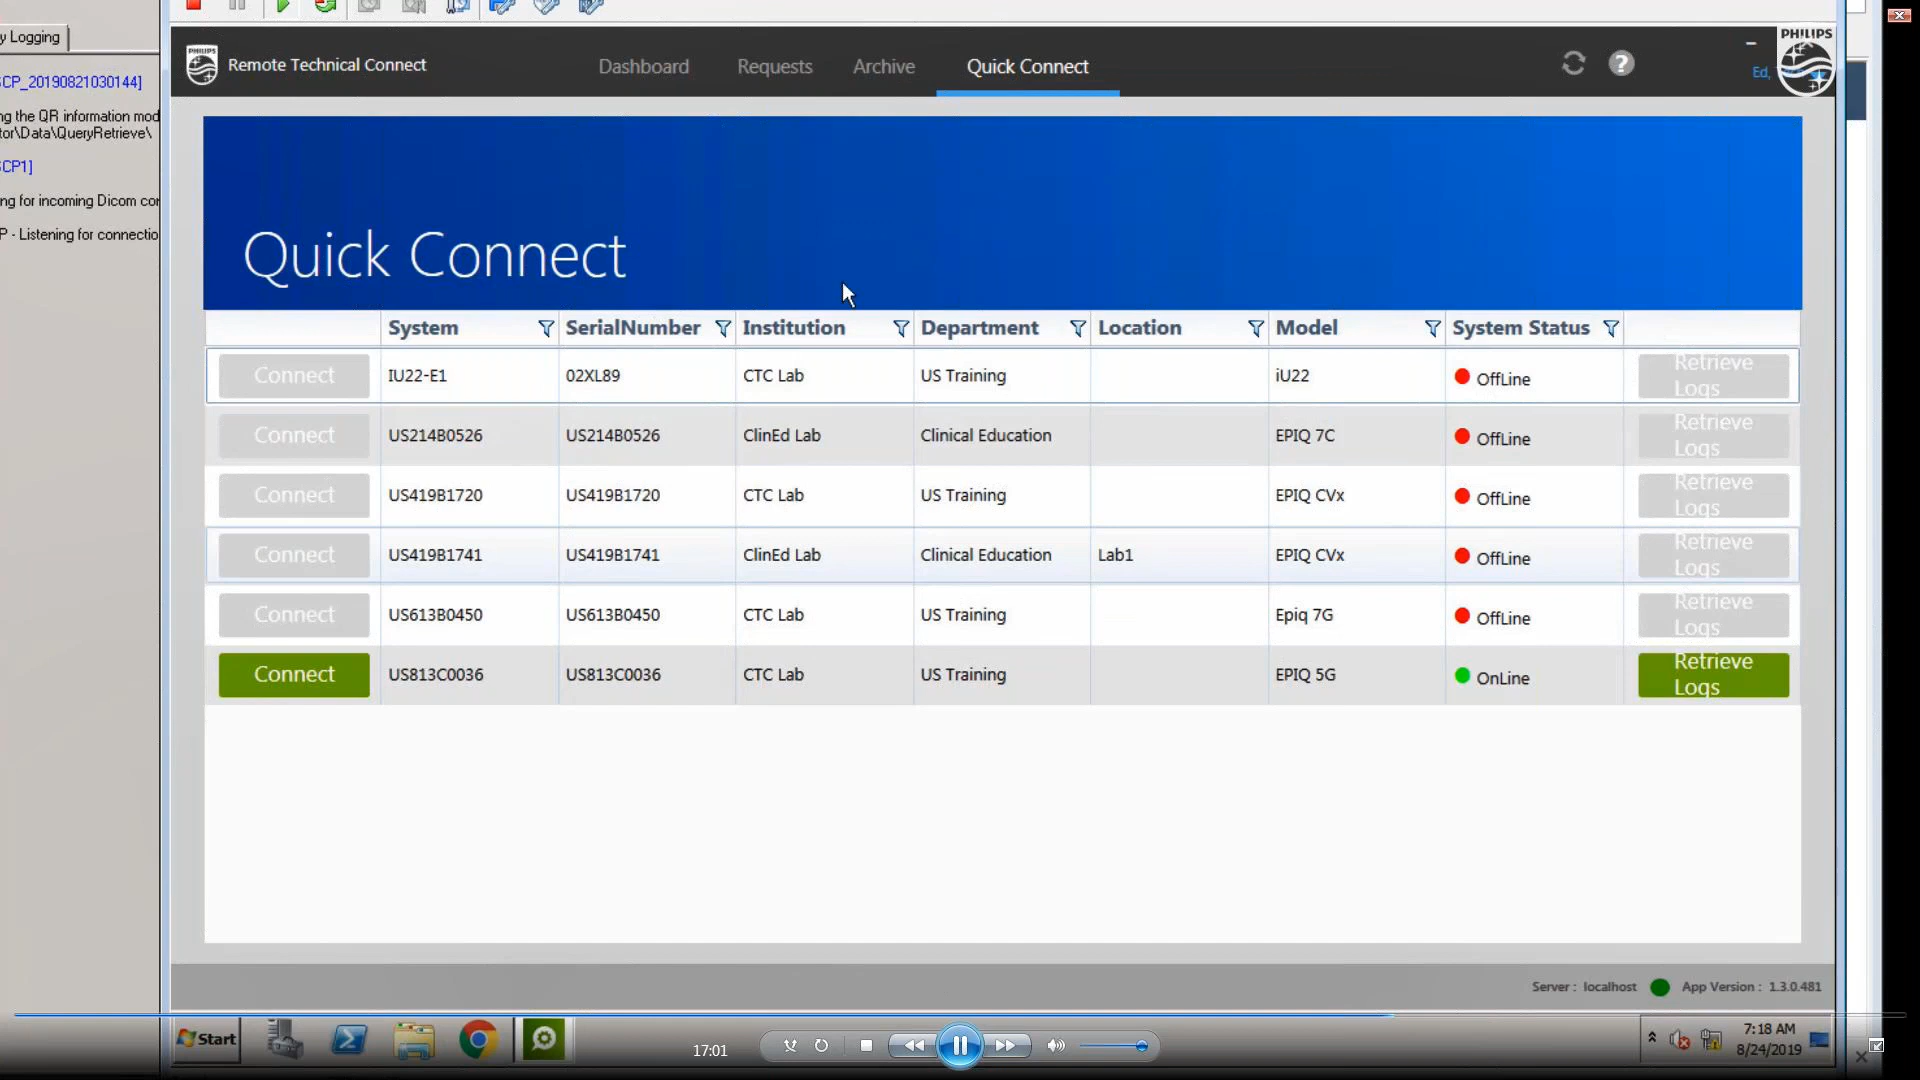 y Logging
SCP_20190821030144]
ng the QR information mod
tor\Data\QueryRetrieve\
SCP1]
ng for incoming Dicom cor
P - Listening for connectio
PHILIPS
Remote Technical Connect
Dashboard
Requests
Archive
Quick Connect
?
Ed,
PHILIPS
Quick Connect
System SerialNumber Institution Department Location Model System Status
Connect IU22-E1 02XL89 CTC Lab US Training iU22 OffLine Retrieve Logs
Connect US214B0526 US214B0526 ClinEd Lab Clinical Education EPIQ 7C OffLine Retrieve Logs
Connect US419B1720 US419B1720 CTC Lab US Training EPIQ CVx OffLine Retrieve Logs
Connect US419B1741 US419B1741 ClinEd Lab Clinical Education Lab1 EPIQ CVx OffLine Retrieve Logs
Connect US613B0450 US613B0450 CTC Lab US Training Epiq 7G OffLine Retrieve Logs
Connect US813C0036 US813C0036 CTC Lab US Training EPIQ 5G OnLine Retrieve Logs
Server : localhost App Version : 1.3.0.481
Start
17:01
7:18 AM
8/24/2019